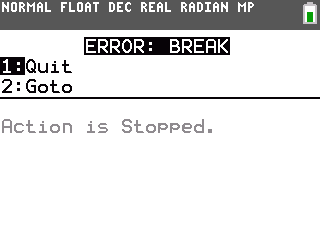 NORMAL FLOAT DEC REAL RADIAN MP
ERROR: BREAK
1:Quit
2:Goto
Action is Stopped.